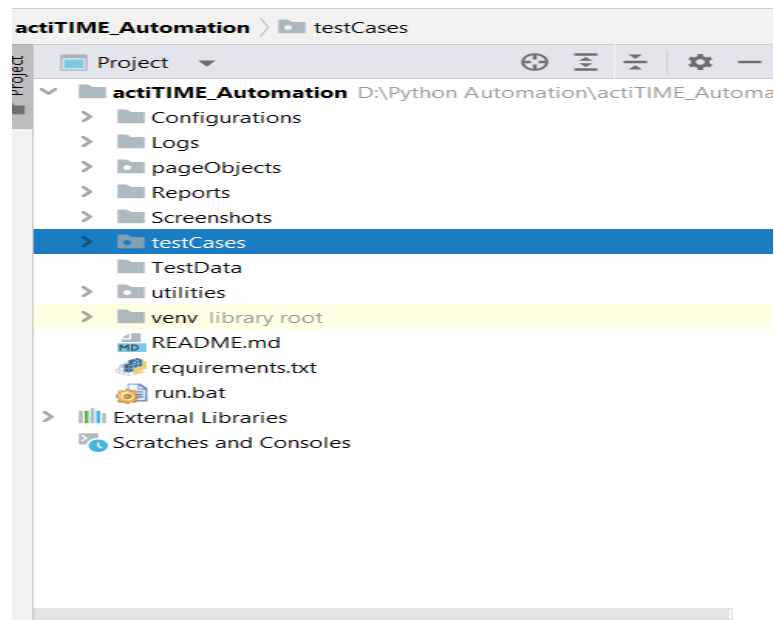 actiTIME_Automation testCases
Project
Project
actiTIME_Automation D:\Python Automation\actiTIME_Automa
Configurations
Logs
pageObjects
Reports
Screenshots
testCases
TestData
utilities
venv library root
MD README.md
requirements.txt
run.bat
External Libraries
Scratches and Consoles